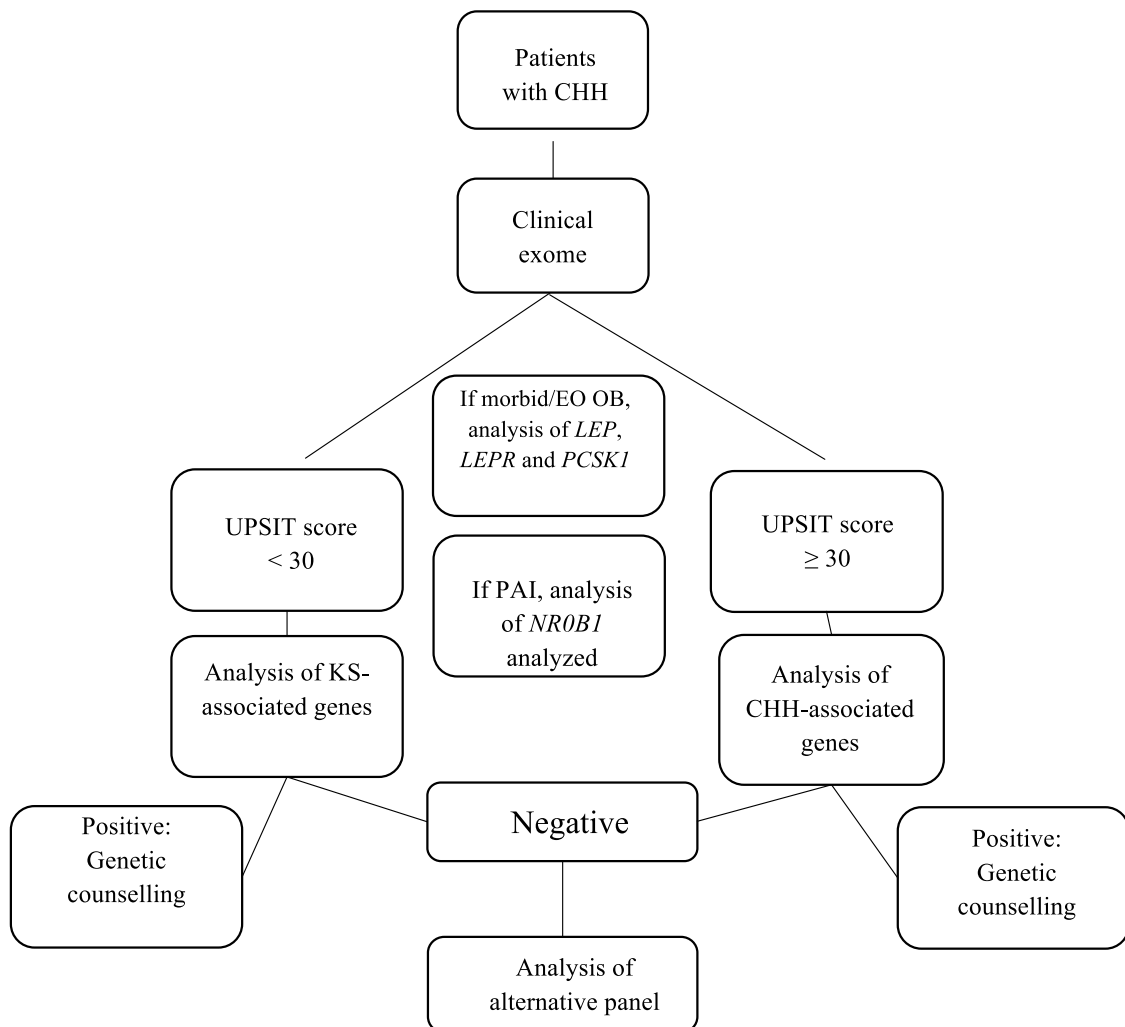 Patients
with CHH
Clinical
exome
If morbid/EO OB,
analysis of LEP,
LEPR and PCSK1
UPSIT score
< 30
UPSIT score
≥ 30
If PAI, analysis
of NR0B1
analyzed
Analysis of KS-
associated genes
Analysis of
CHH-associated
genes
Negative
Positive:
Genetic
counselling
Positive:
Genetic
counselling
Analysis of
alternative panel